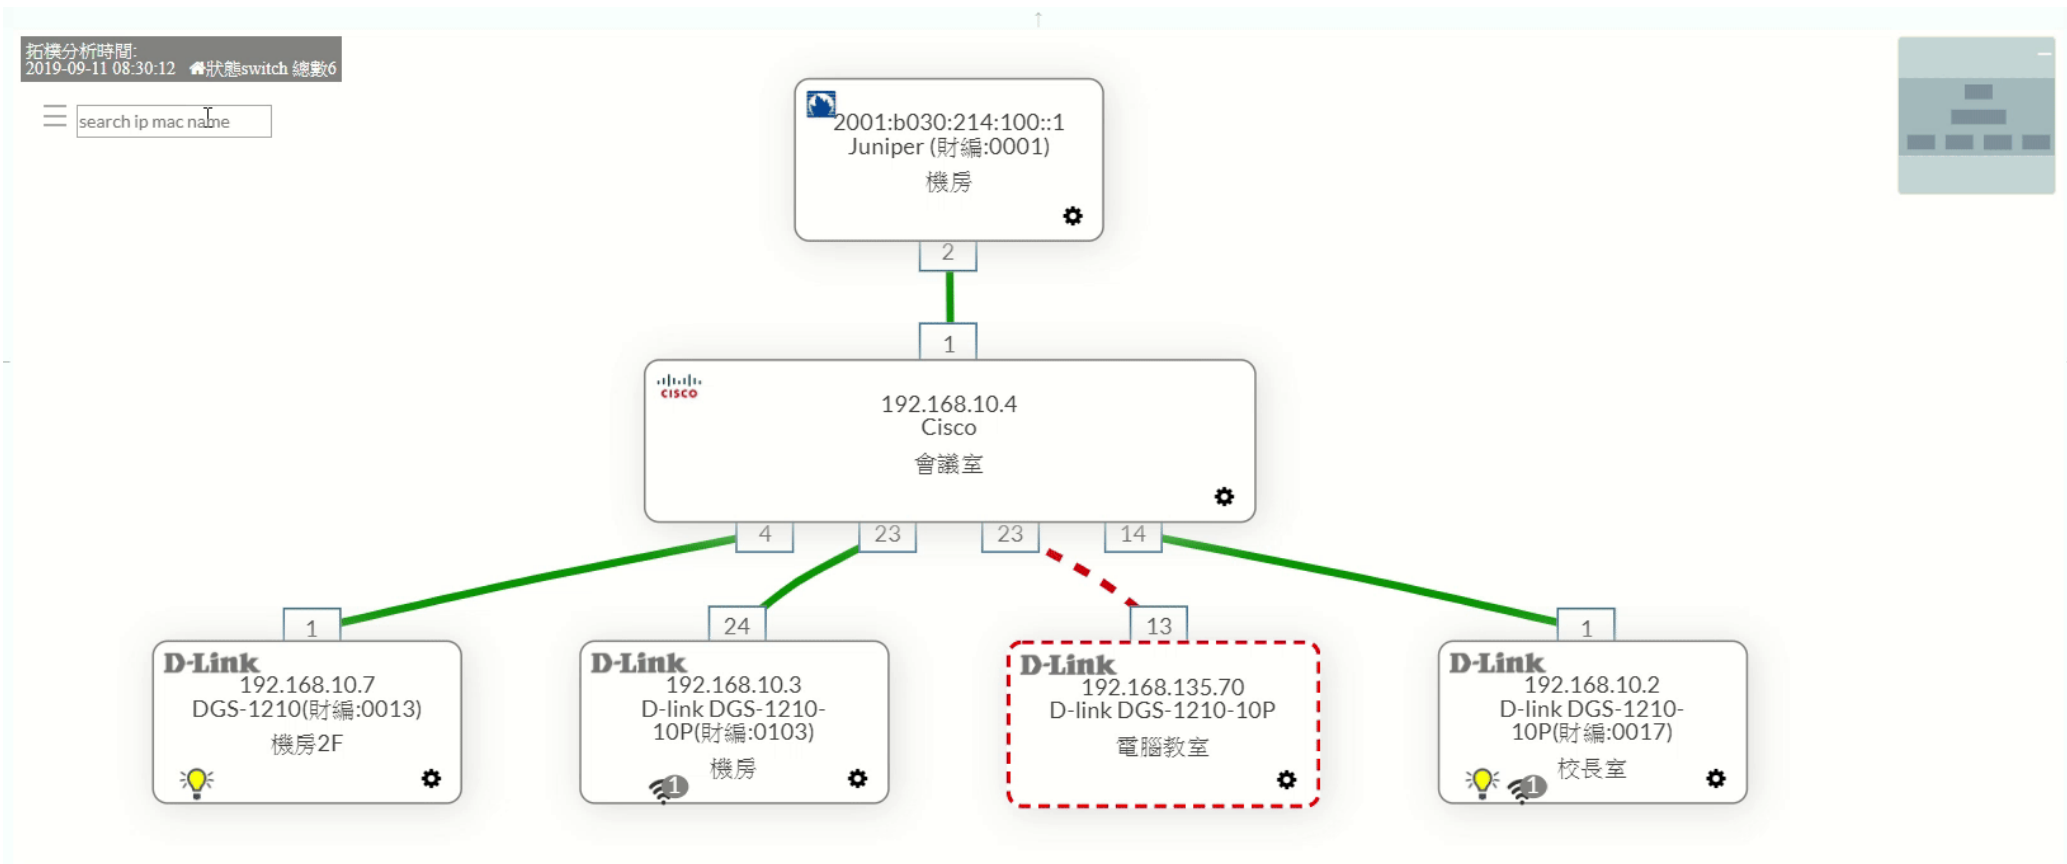 拓樸分析時間:
2019-09-11 08:30:12 狀態switch 總數6
search ip mac name
2001:b030:214:100::1
Juniper (財編:0001)
機房
2
1
CISCO
192.168.10.4
Cisco
會議室
4
23
23
14
1
D-Link
192.168.10.7
DGS-1210(財編:0013)
機房2F
24
D-Link
192.168.10.3
D-link DGS-1210-
10P(財編:0103)
機房
1
13
D-Link
192.168.135.70
D-link DGS-1210-10P
電腦教室
1
D-Link
192.168.10.2
D-link DGS-1210-
10P(財編:0017)
校長室
1